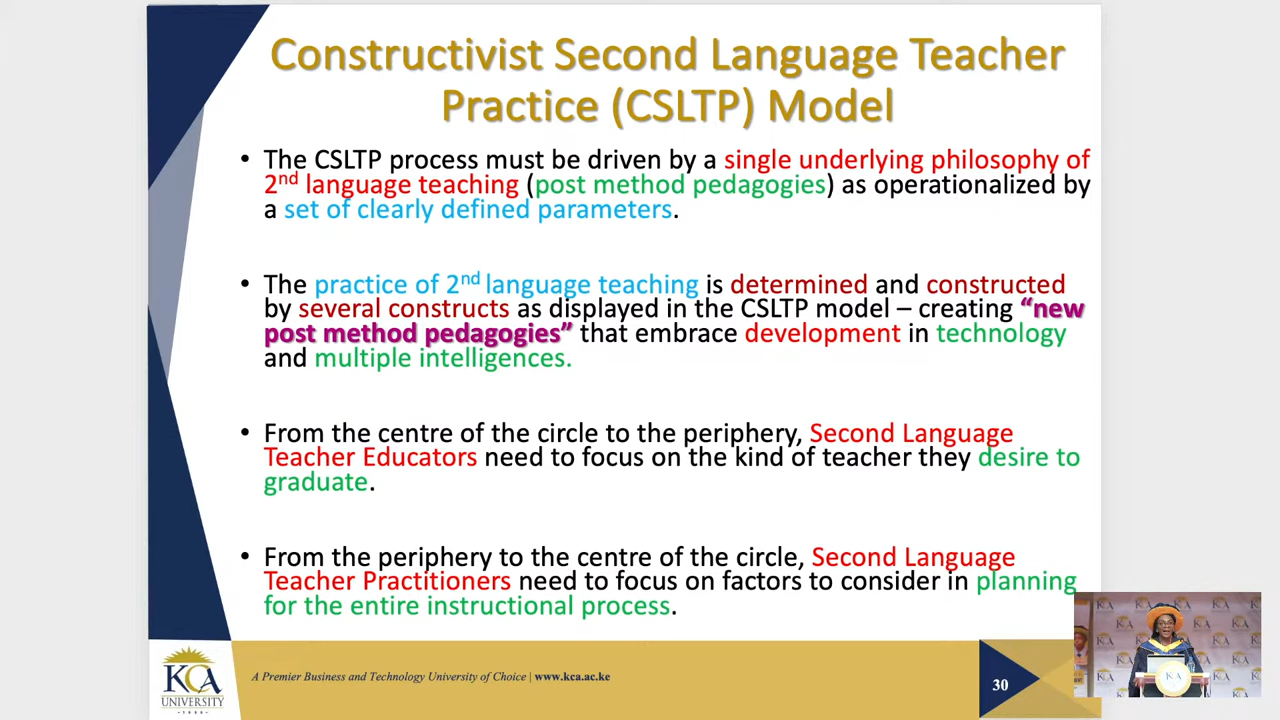 Constructivist Second Language Teacher
Practice (CSLTP) Model
• The CSLTP process must be driven by a single underlying philosophy of
2nd language teaching (post method pedagogies) as operationalized by
a set of clearly defined parameters.
• The practice of 2nd language teaching is determined and constructed
by several constructs as displayed in the CSLTP model – creating “new
post method pedagogies” that embrace development in technology
and multiple intelligences.
• From the centre of the circle to the periphery, Second Language
Teacher Educators need to focus on the kind of teacher they desire to
graduate.
• From the periphery to the centre of the circle, Second Language
Teacher Practitioners need to focus on factors to consider in planning
for the entire instructional process.
KCA
UNIVERSITY
A Premier Business and Technology University of Choice | www.kca.ac.ke
30
KCA